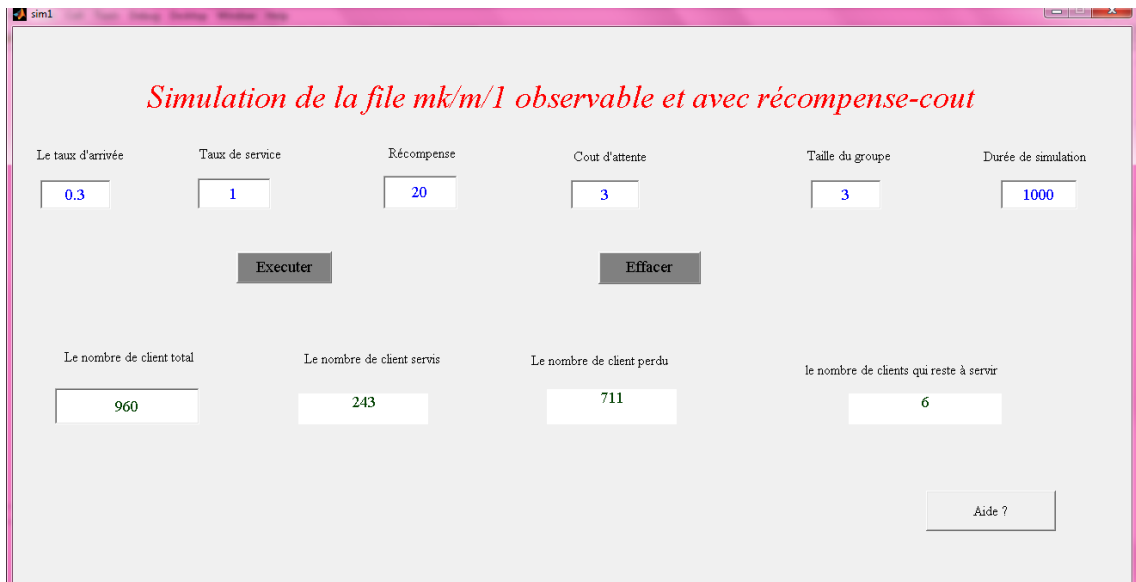 sim1
Simulation de la file mk/m/1 observable et avec récompense-cout
Le taux d'arrivée Taux de service Récompense Cout d'attente Taille du groupe Durée de simulation
0.3 1 20 3 3 1000
Executer Effacer
Le nombre de client total Le nombre de client servis Le nombre de client perdu le nombre de clients qui reste à servir
960 243 711 6
Aide ?